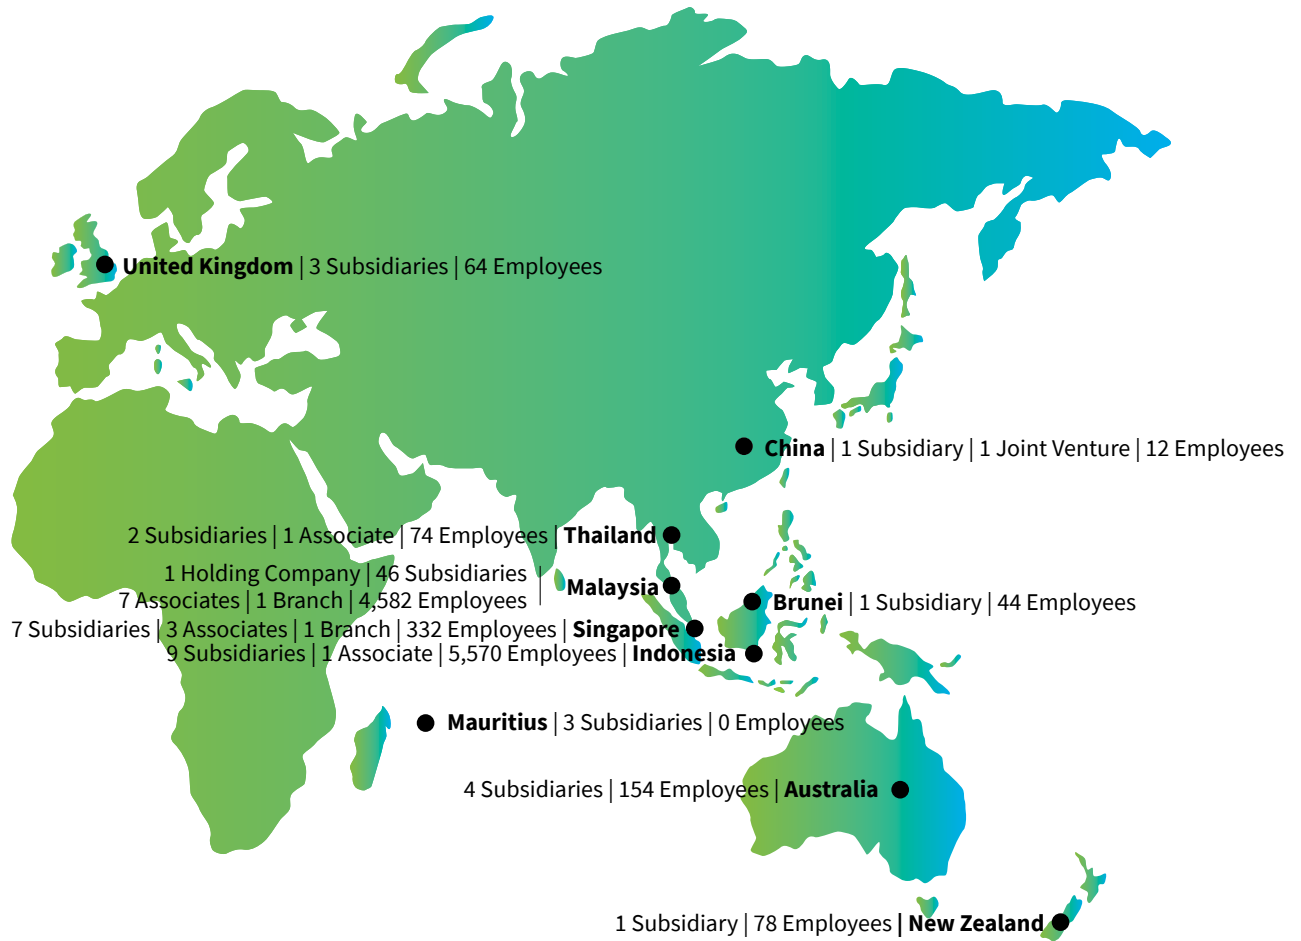 United Kingdom | 3 Subsidiaries | 64 Employees
China | 1 Subsidiary | 1 Joint Venture | 12 Employees
2 Subsidiaries | 1 Associate | 74 Employees | Thailand
1 Holding Company | 46 Subsidiaries
7 Associates | 1 Branch | 4,582 Employees | Malaysia
Brunei | 1 Subsidiary | 44 Employees
7 Subsidiaries | 3 Associates | 1 Branch | 332 Employees | Singapore
9 Subsidiaries | 1 Associate | 5,570 Employees | Indonesia
Mauritius | 3 Subsidiaries | 0 Employees
4 Subsidiaries | 154 Employees | Australia
1 Subsidiary | 78 Employees | New Zealand